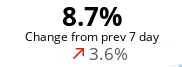 8.7%
Change from prev 7 day
↗ 3.6%